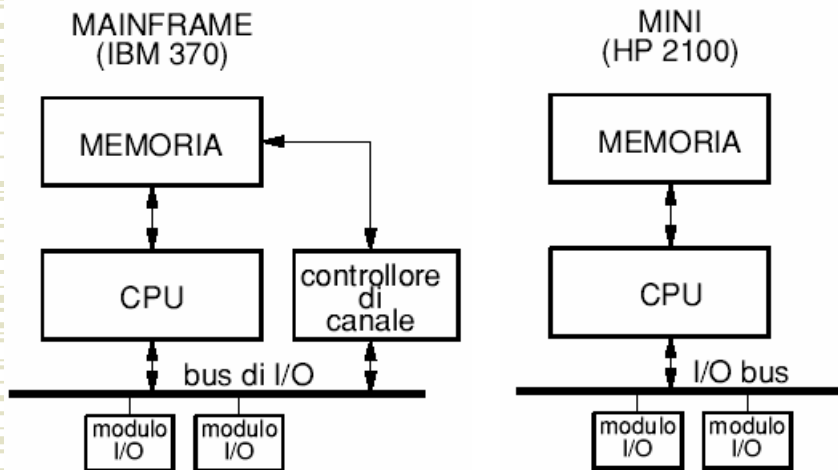 MAINFRAME
(IBM 370)
MEMORIA
CPU
controllore
di
canale
bus di I/O
modulo
I/O
modulo
I/O
MINI
(HP 2100)
MEMORIA
CPU
I/O bus
modulo
I/O
modulo
I/O